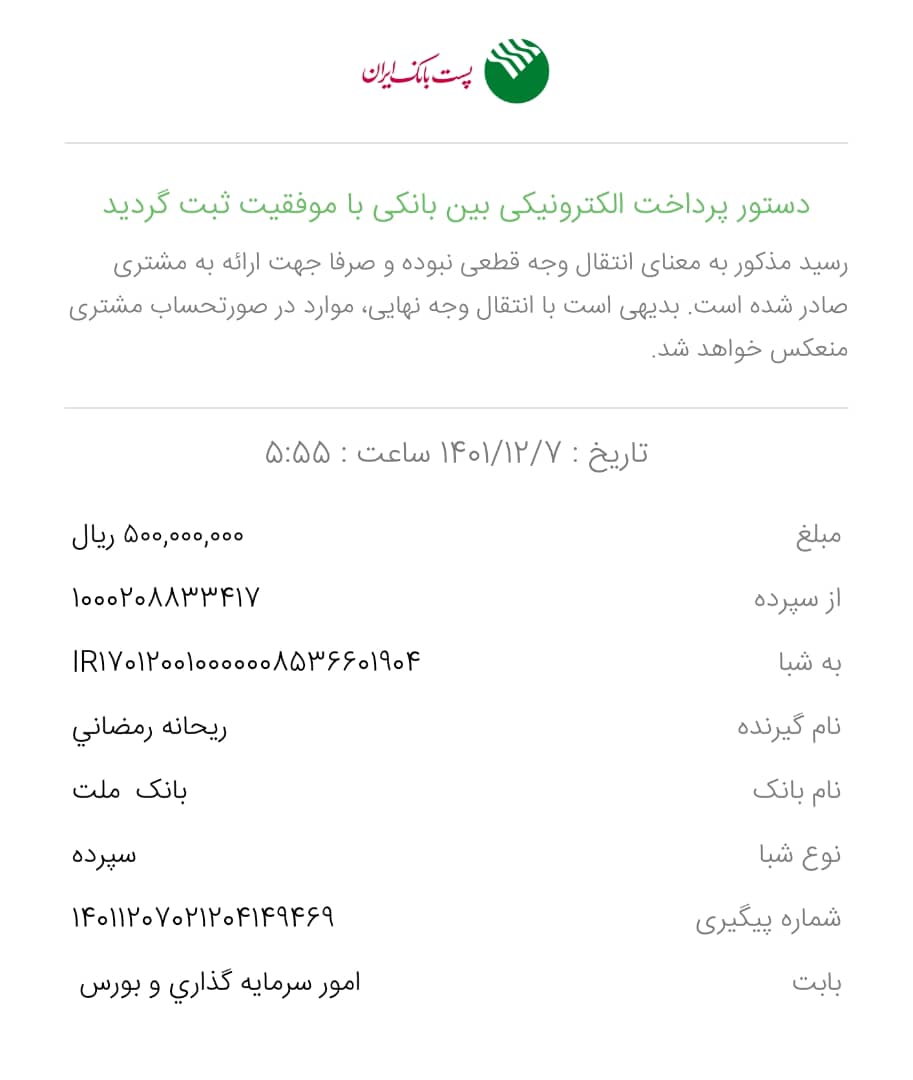 پست بانک ایران
دستور پرداخت الکترونیکی بین بانکی با موفقیت ثبت گردید
رسید مذکور به معنای انتقال وجه قطعی نبوده و صرفا جهت ارائه به مشتری
صادر شده است. بدیهی است با انتقال وجه نهایی، موارد در صورتحساب مشتری
منعکس خواهد شد.
تاریخ : ۱۴۰۱/۱۲/۷ ساعت : ۵:۵۵
مبلغ ۵۰۰,۰۰۰,۰۰۰ ریال
از سپرده ۱۰۰۰۲۰۸۸۳۳۴۱۷
به شبا IR۱۷۰۱۲۰۰۱۰۰۰۰۰۰۸۵۳۶۶۰۱۹۰۴
نام گیرنده ریحانه رمضاني
نام بانک بانک ملت
نوع شبا سپرده
شماره پیگیری ۱۴۰۱۱۲۰۷۰۲۱۲۰۴۱۴۹۴۶۹
بابت امور سرمایه گذاري و بورس